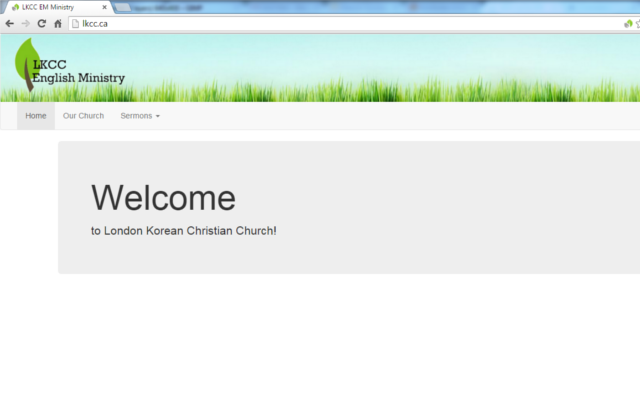 LKCC EM Ministry
lkcc.ca
LKCC
English Ministry
Home Our Church Sermons
Welcome
to London Korean Christian Church!